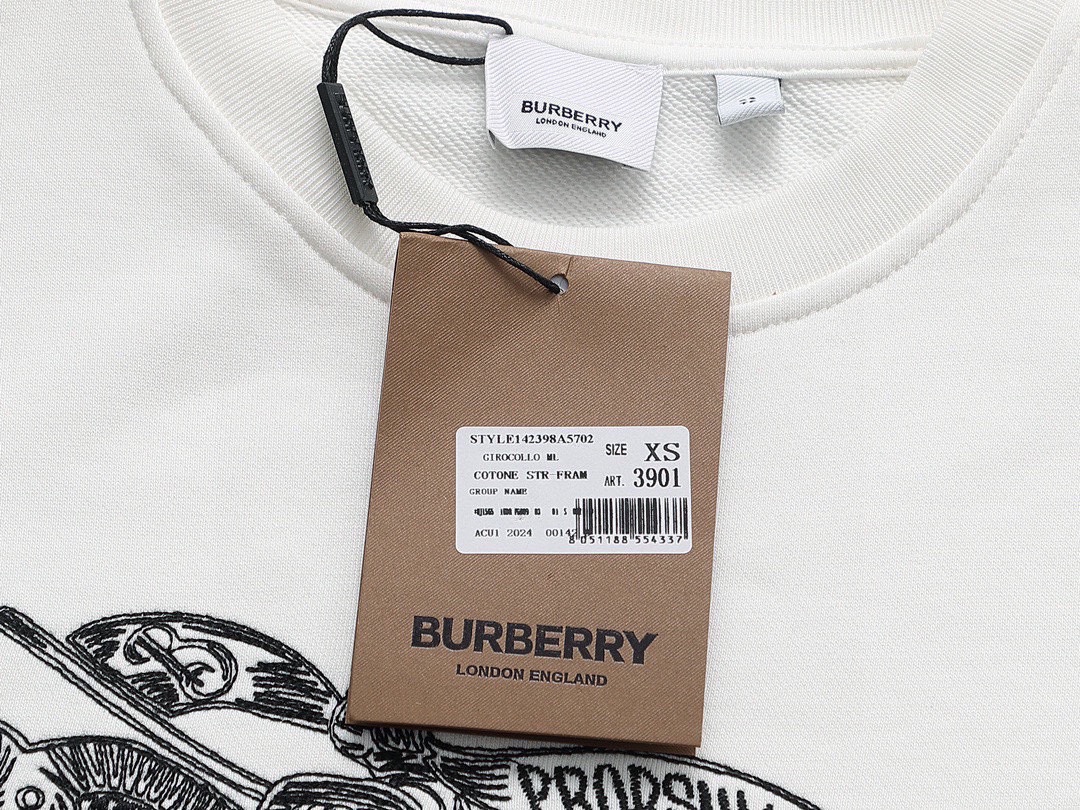 BURBERRY
LONDON ENGLAND
STYLE142398A5702
SIZE XS
GIROCOLLO ML
COTONE STR-FRAM
ART. 3901
GROUP NAME
ACU1 2024
8 051188 554337
BURBERRY
LONDON ENGLAND
PRORSUM